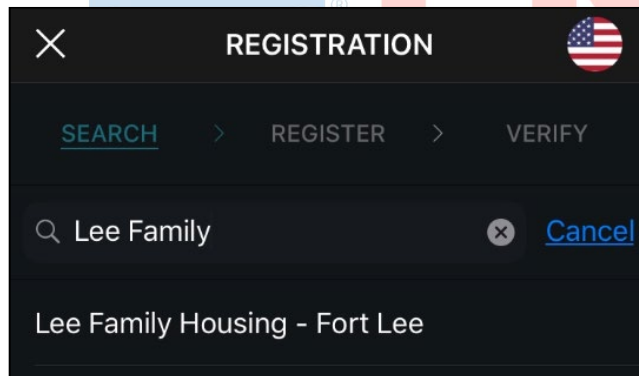 REGISTRATION
SEARCH > REGISTER > VERIFY
Lee Family Cancel
Lee Family Housing - Fort Lee